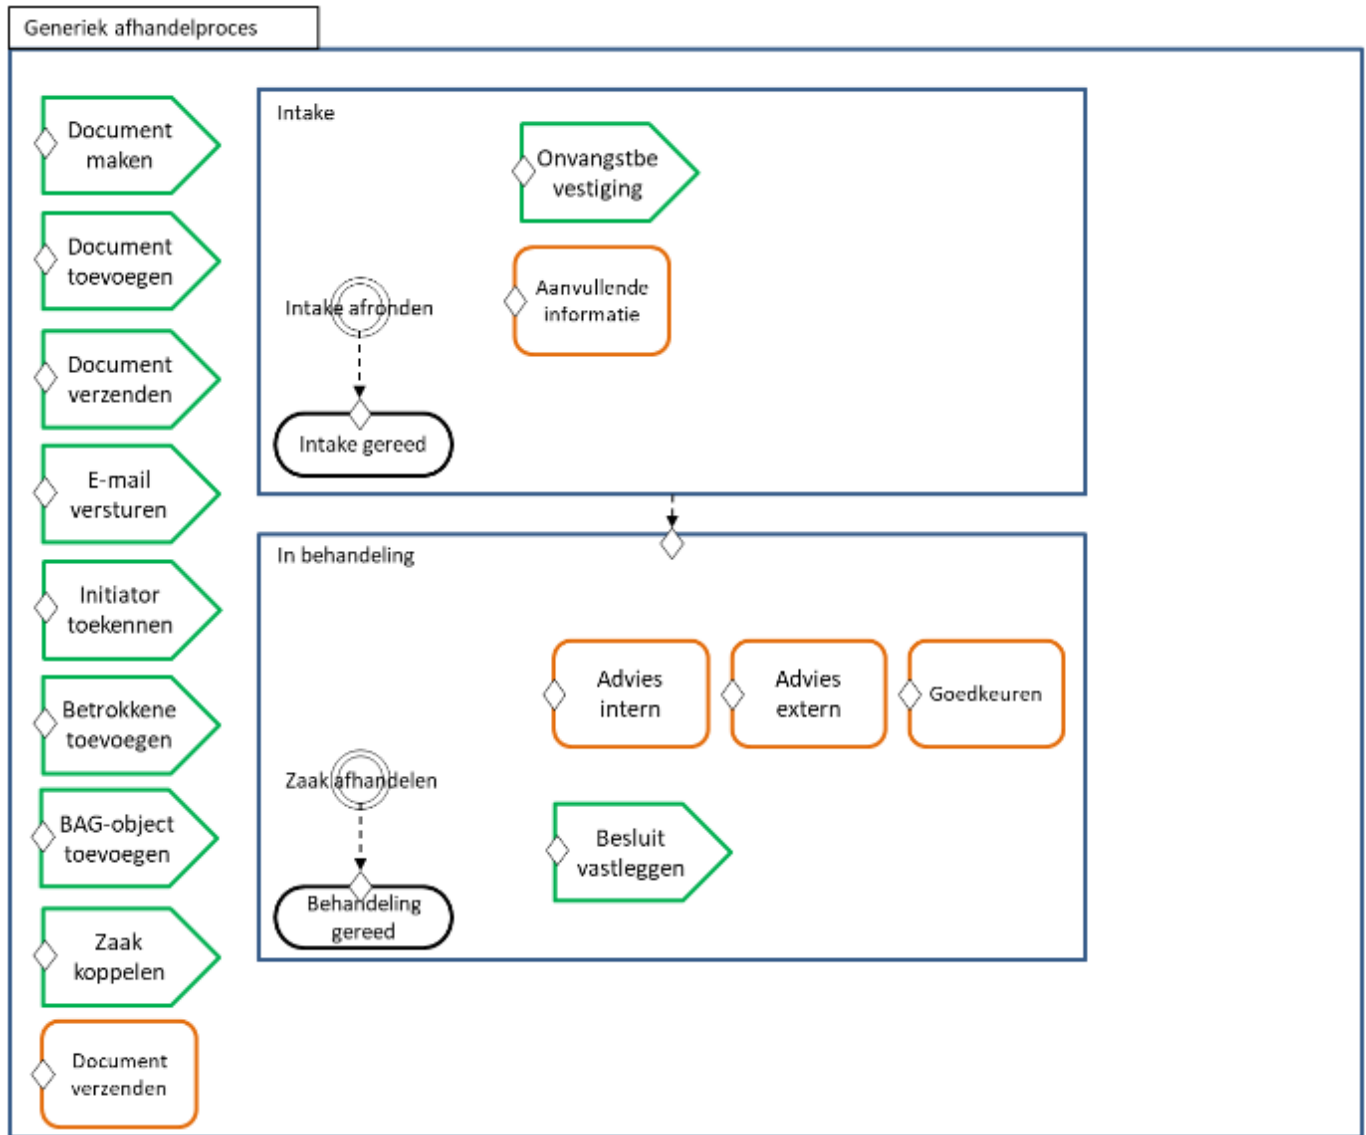 Generiek afhandelproces
Document
maken
Document
toevoegen
Document
verzenden
E-mail
versturen
Initiator
toekennen
Betrokkene
toevoegen
BAG-object
toevoegen
Zaak
koppelen
Document
verzenden
Intake
Onvangstbe
vestiging
Aanvullende
informatie
Intake afronden
Intake gereed
In behandeling
Advies
intern
Advies
extern
Goedkeuren
Zaak afhandelen
Besluit
vastleggen
Behandeling
gereed